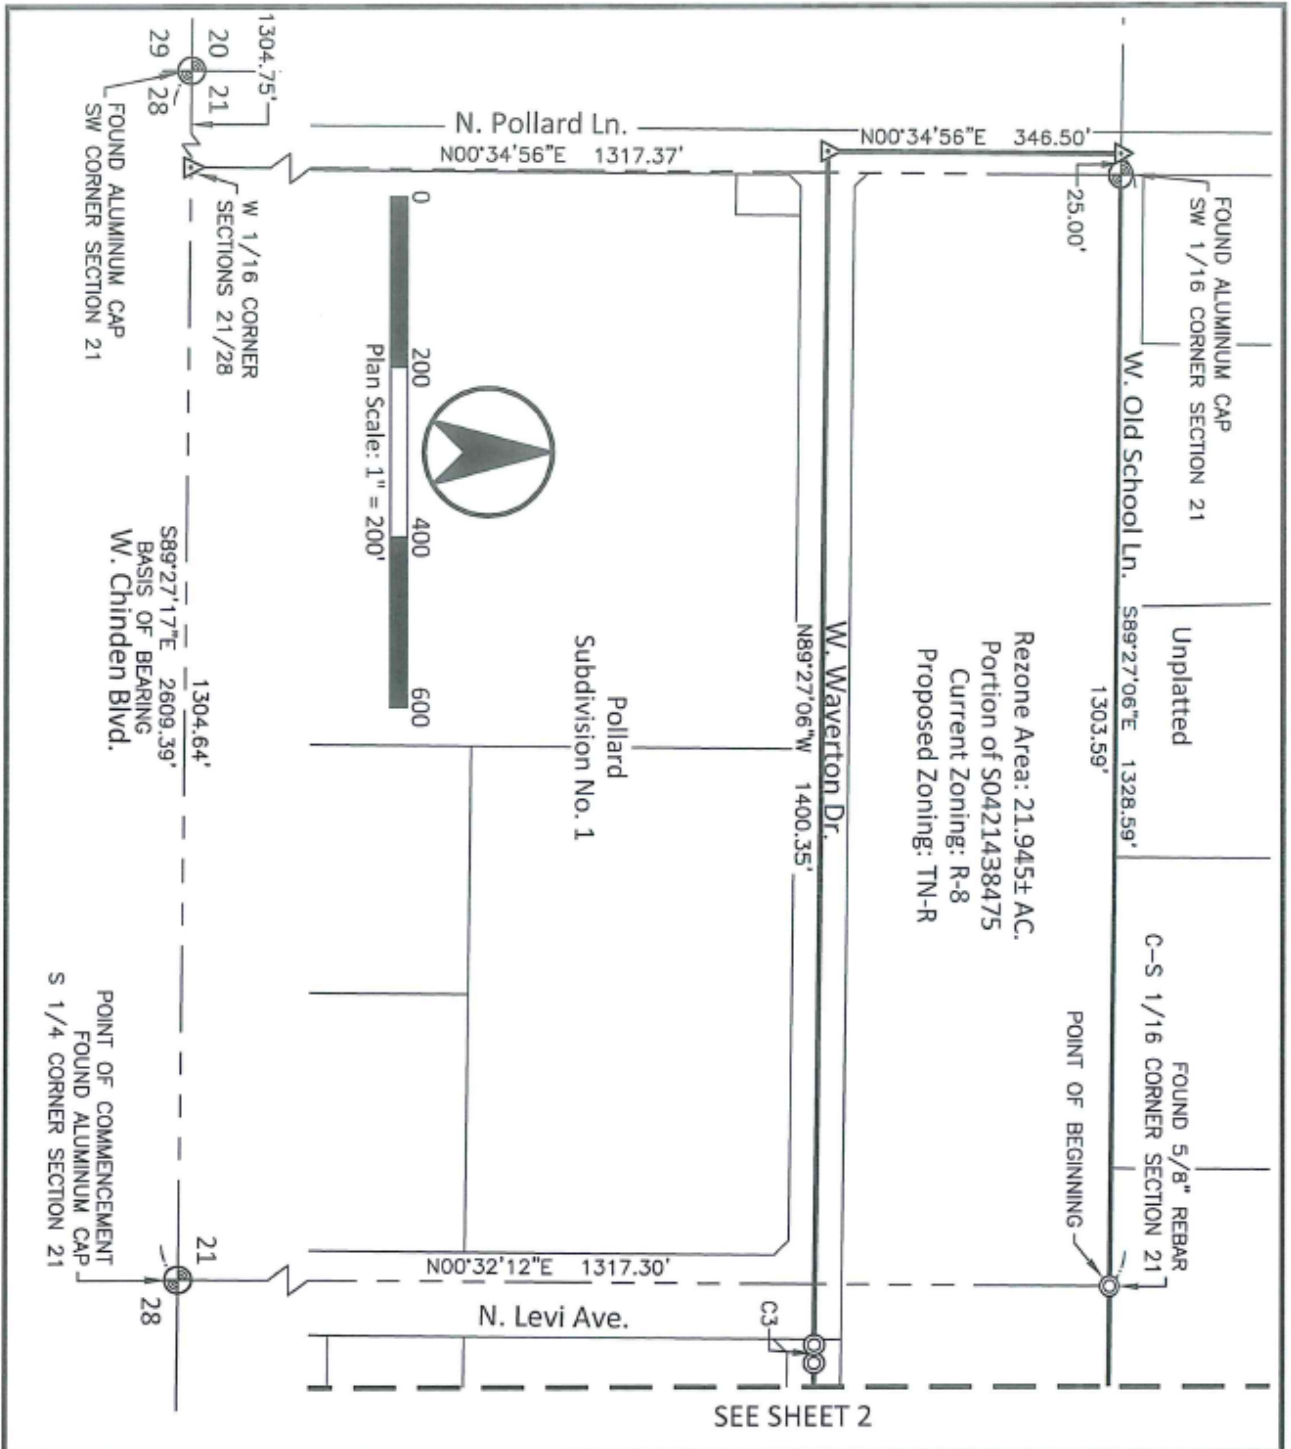 FOUND ALUMINUM CAP
SW 1/16 CORNER SECTION 21
W. Old School Ln.
S89°27'06"E 1328.59'
1303.59'
Unplatted
FOUND 5/8" REBAR
C-S 1/16 CORNER SECTION 21
POINT OF BEGINNING
25.00'
N00°34'56"E 346.50'
Rezone Area: 21.945± AC.
Portion of S0421438475
Current Zoning: R-8
Proposed Zoning: TN-R
W. Waverton Dr.
N89°27'06"W 1400.35'
N. Pollard Ln.
N00°34'56"E 1317.37'
Pollard
Subdivision No. 1
0 200 400 600
Plan Scale: 1" = 200'
C3
N. Levi Ave.
N00°32'12"E 1317.30'
SEE SHEET 2
1304.75'
20 21
29 28
FOUND ALUMINUM CAP
SW CORNER SECTION 21
W 1/16 CORNER
SECTIONS 21/28
1304.64'
S89°27'17"E 2609.39'
BASIS OF BEARING
W. Chinden Blvd.
21
28
POINT OF COMMENCEMENT
FOUND ALUMINUM CAP
S 1/4 CORNER SECTION 21